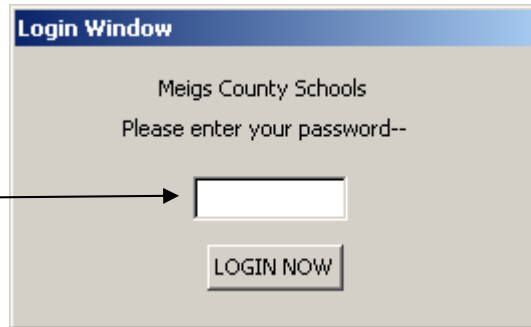 Login Window
Meigs County Schools
Please enter your password--
LOGIN NOW